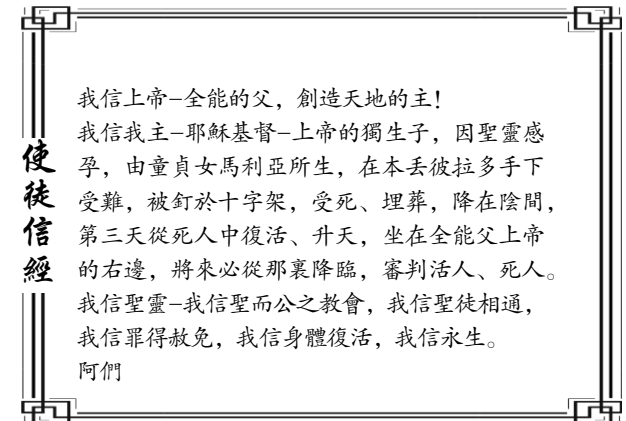 使徒信經
我信上帝–全能的父，創造天地的主！
我信我主–耶穌基督–上帝的獨生子，因聖靈感
孕，由童貞女馬利亞所生，在本丟彼拉多手下
受難，被釘於十字架，受死、埋葬，降在陰間，
第三天從死人中復活、升天，坐在全能父上帝
的右邊，將來必從那裏降臨，審判活人、死人。
我信聖靈–我信聖而公之教會，我信聖徒相通，
我信罪得赦免，我信身體復活，我信永生。
阿們